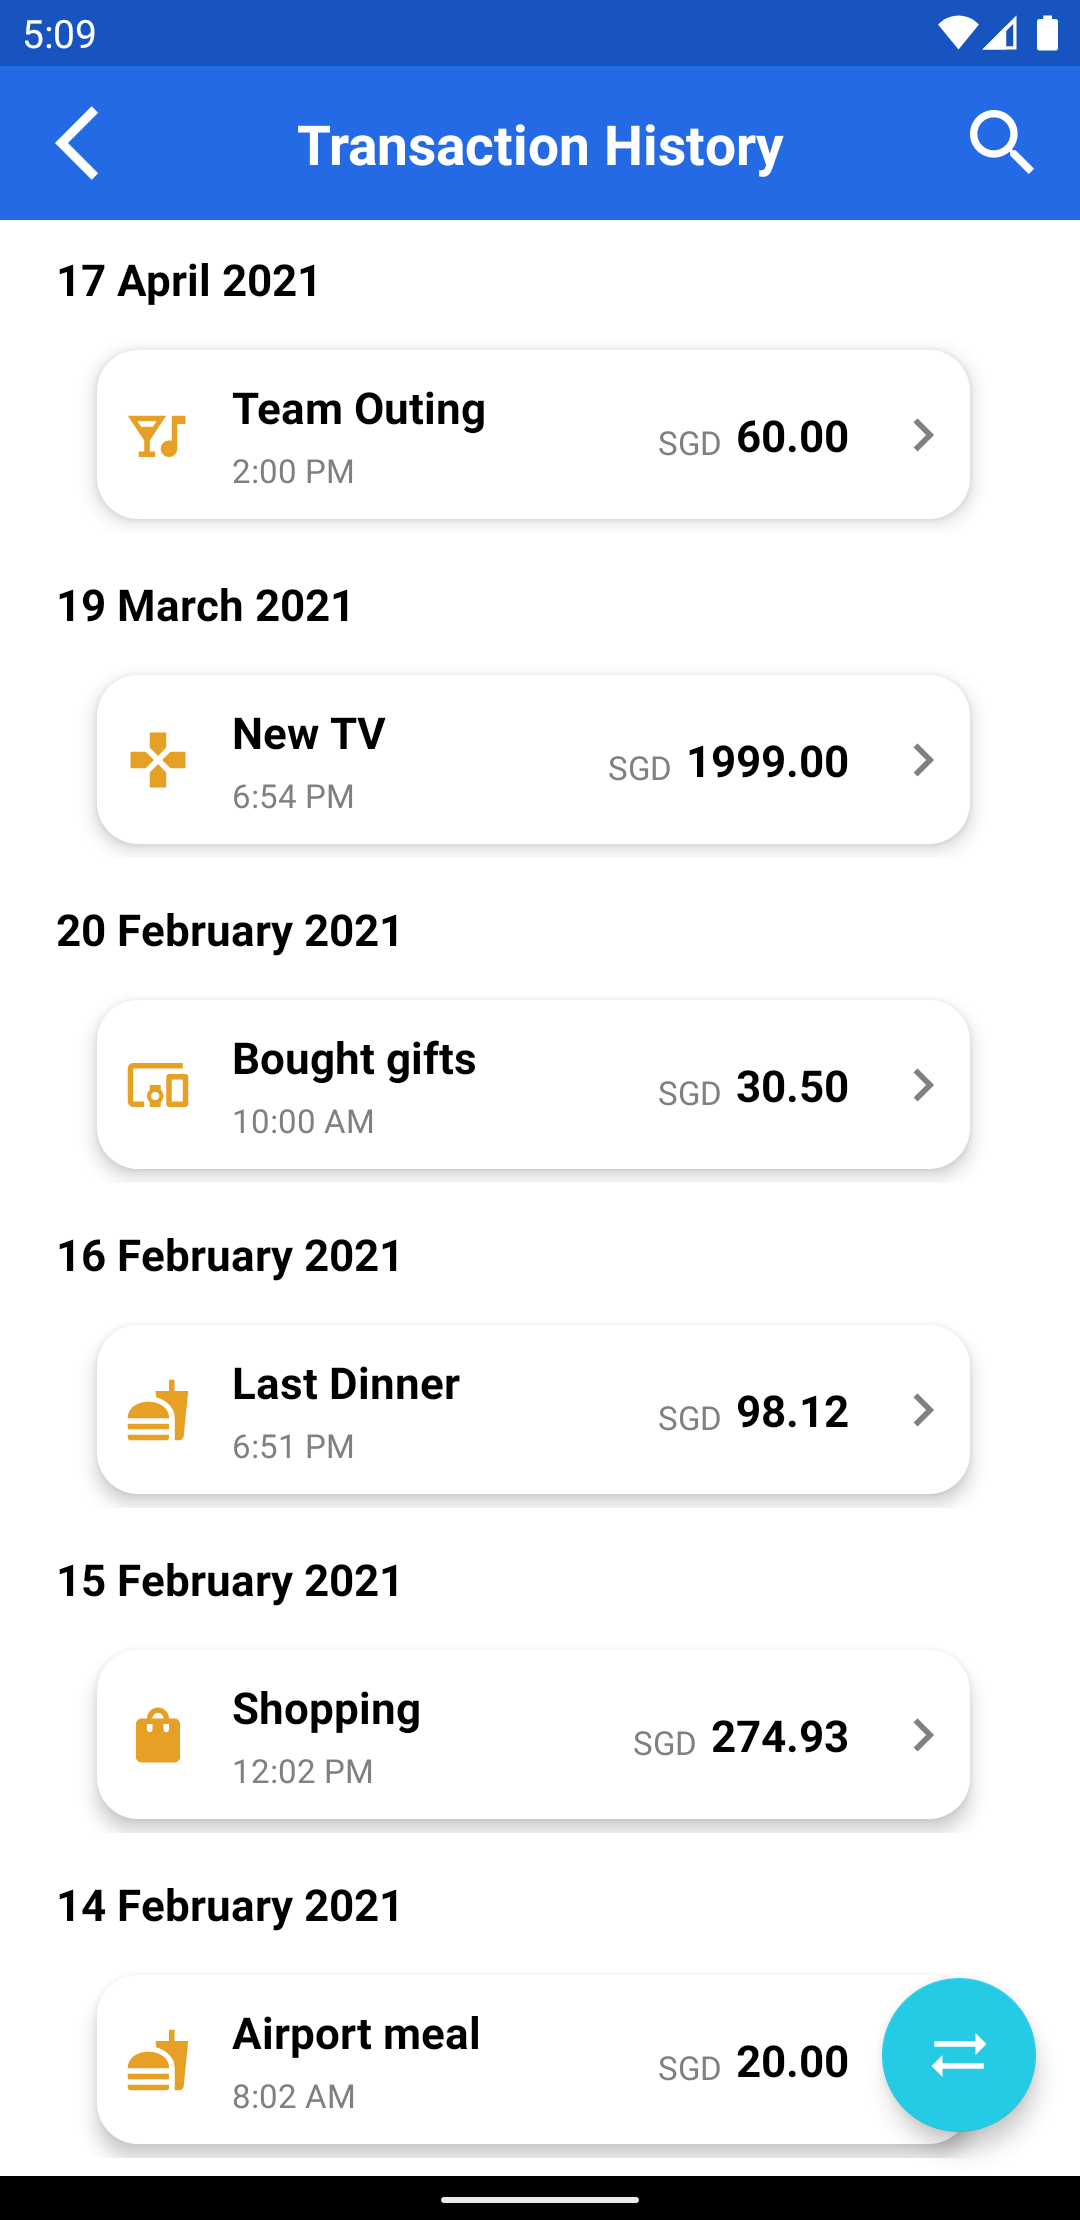 5:09
Transaction History
17 April 2021
Team Outing
2:00 PM
SGD 60.00
19 March 2021
New TV
6:54 PM
SGD 1999.00
20 February 2021
Bought gifts
10:00 AM
SGD 30.50
16 February 2021
Last Dinner
6:51 PM
SGD 98.12
15 February 2021
Shopping
12:02 PM
SGD 274.93
14 February 2021
Airport meal
8:02 AM
SGD 20.00